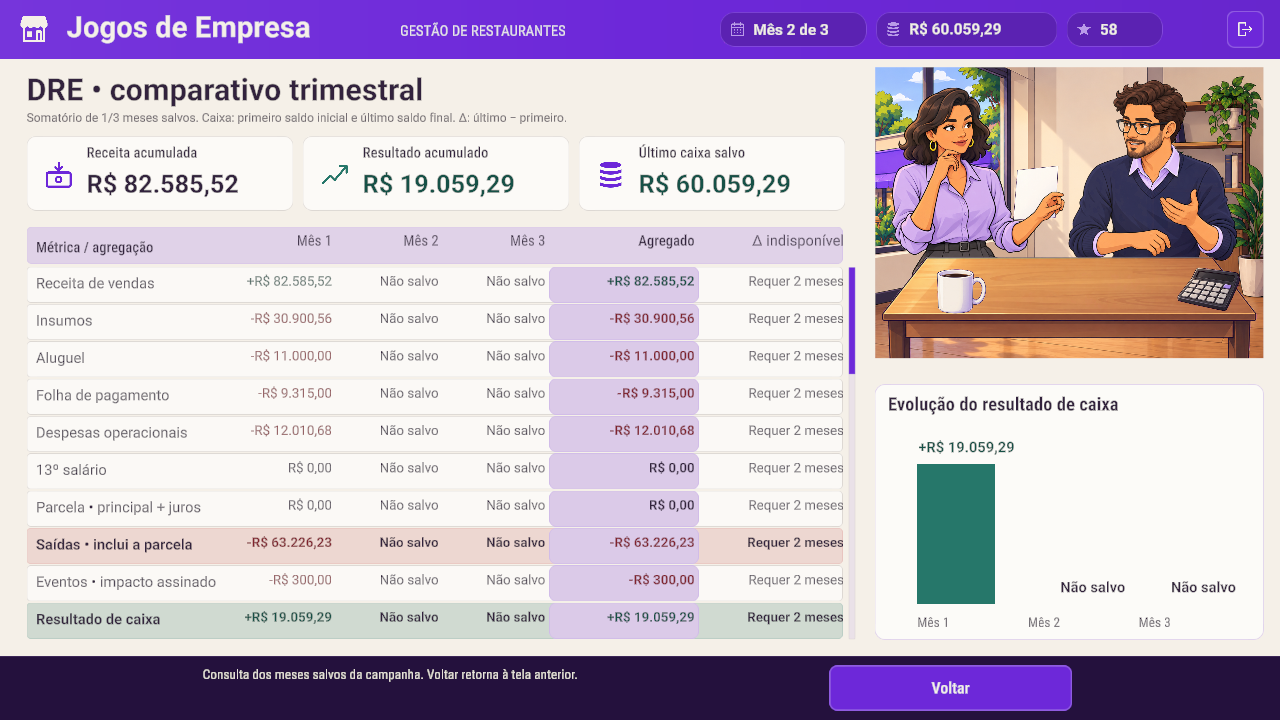 Jogos de Empresa
GESTÃO DE RESTAURANTES
Mês 2 de 3
R$ 60.059,29
58
DRE • comparativo trimestral
Somatório de 1/3 meses salvos. Caixa: primeiro saldo inicial e último saldo final. Δ: último − primeiro.
Receita acumulada
R$ 82.585,52
Resultado acumulado
R$ 19.059,29
Último caixa salvo
R$ 60.059,29
Métrica / agregação Mês 1 Mês 2 Mês 3 Agregado Δ indisponível
Receita de vendas +R$ 82.585,52 Não salvo Não salvo +R$ 82.585,52 Requer 2 meses
Insumos -R$ 30.900,56 Não salvo Não salvo -R$ 30.900,56 Requer 2 meses
Aluguel -R$ 11.000,00 Não salvo Não salvo -R$ 11.000,00 Requer 2 meses
Folha de pagamento -R$ 9.315,00 Não salvo Não salvo -R$ 9.315,00 Requer 2 meses
Despesas operacionais -R$ 12.010,68 Não salvo Não salvo -R$ 12.010,68 Requer 2 meses
13º salário R$ 0,00 Não salvo Não salvo R$ 0,00 Requer 2 meses
Parcela • principal + juros R$ 0,00 Não salvo Não salvo R$ 0,00 Requer 2 meses
Saídas • inclui a parcela -R$ 63.226,23 Não salvo Não salvo -R$ 63.226,23 Requer 2 meses
Eventos • impacto assinado -R$ 300,00 Não salvo Não salvo -R$ 300,00 Requer 2 meses
Resultado de caixa +R$ 19.059,29 Não salvo Não salvo +R$ 19.059,29 Requer 2 meses
Evolução do resultado de caixa
+R$ 19.059,29
Não salvo Não salvo
Mês 1 Mês 2 Mês 3
Consulta dos meses salvos da campanha. Voltar retorna à tela anterior.
Voltar